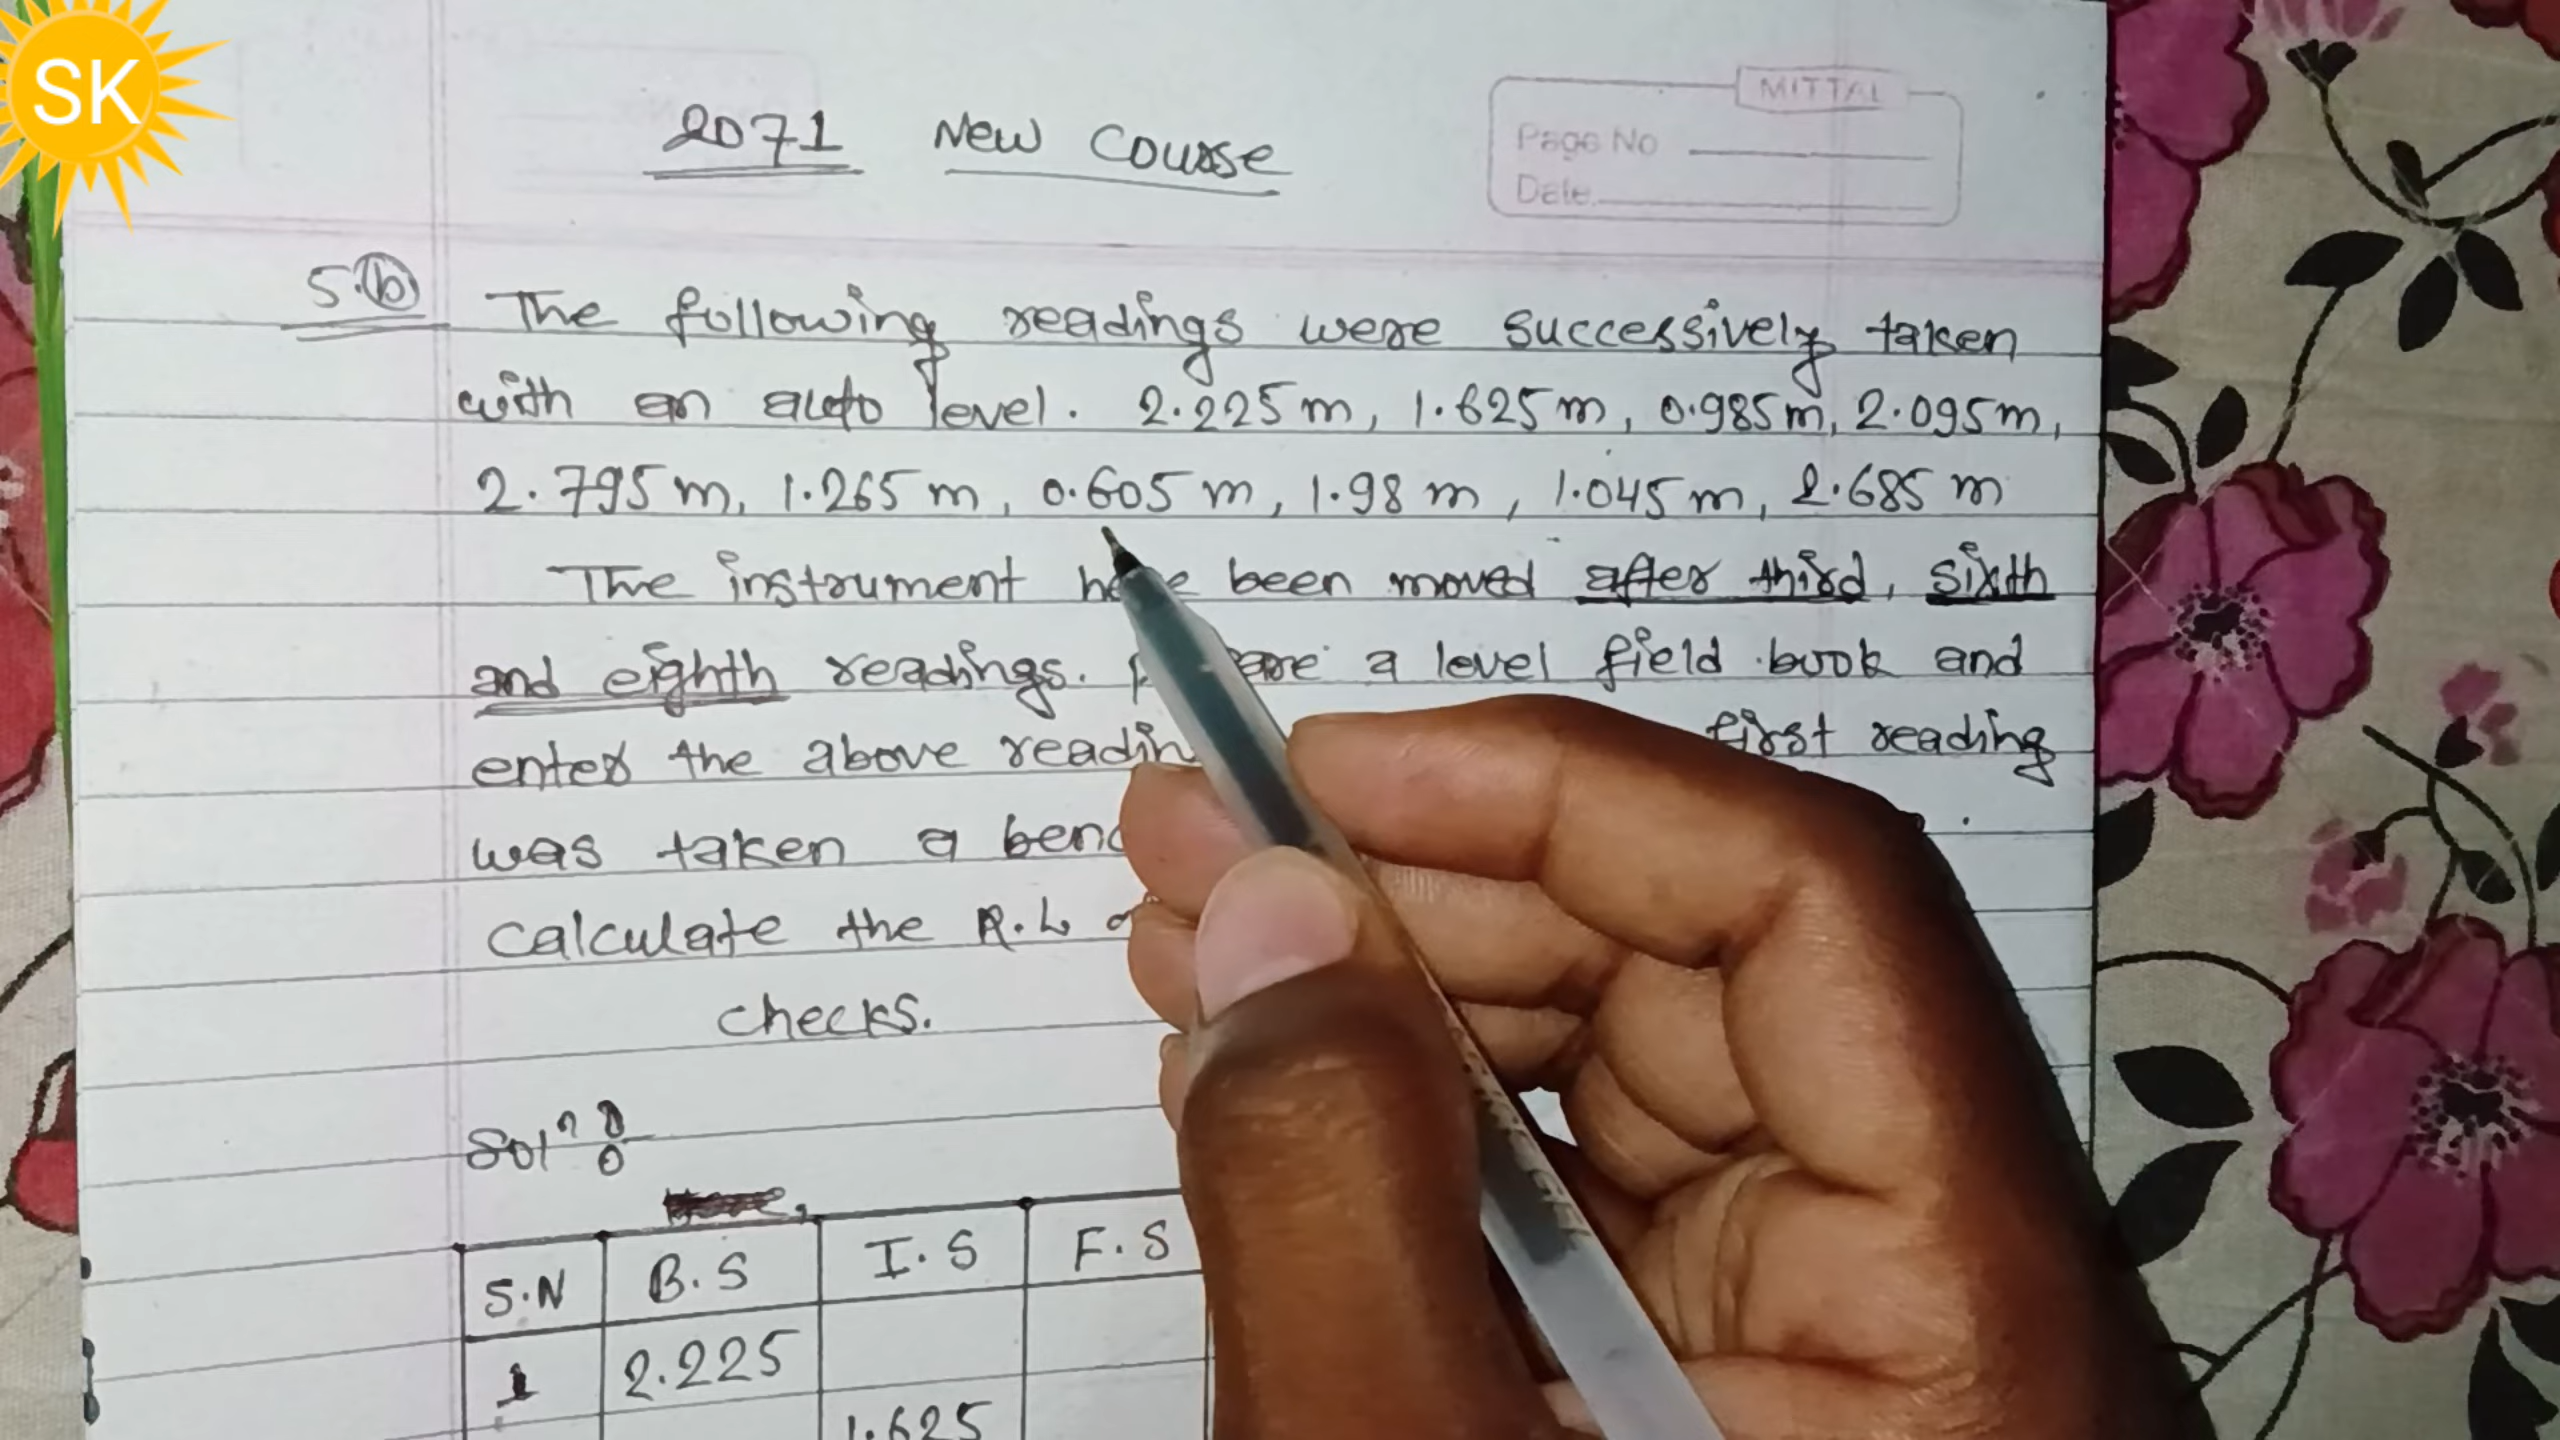 SK
2071 New Course
MITTAL
Page No
Date
5.(b) The following readings were successively taken
with an auto level. 2.225 m, 1.625 m, 0.985 m, 2.095 m,
2.795 m, 1.265 m, 0.605 m, 1.98 m, 1.045 m, 2.685 m
The instrument have been moved after third, sixth
and eighth readings. a level field book and
enter the above first reading
was taken a
calculate the R.L
checks.
Solⁿ:
S.N B.S I.S F.S
1 2.225
1.625